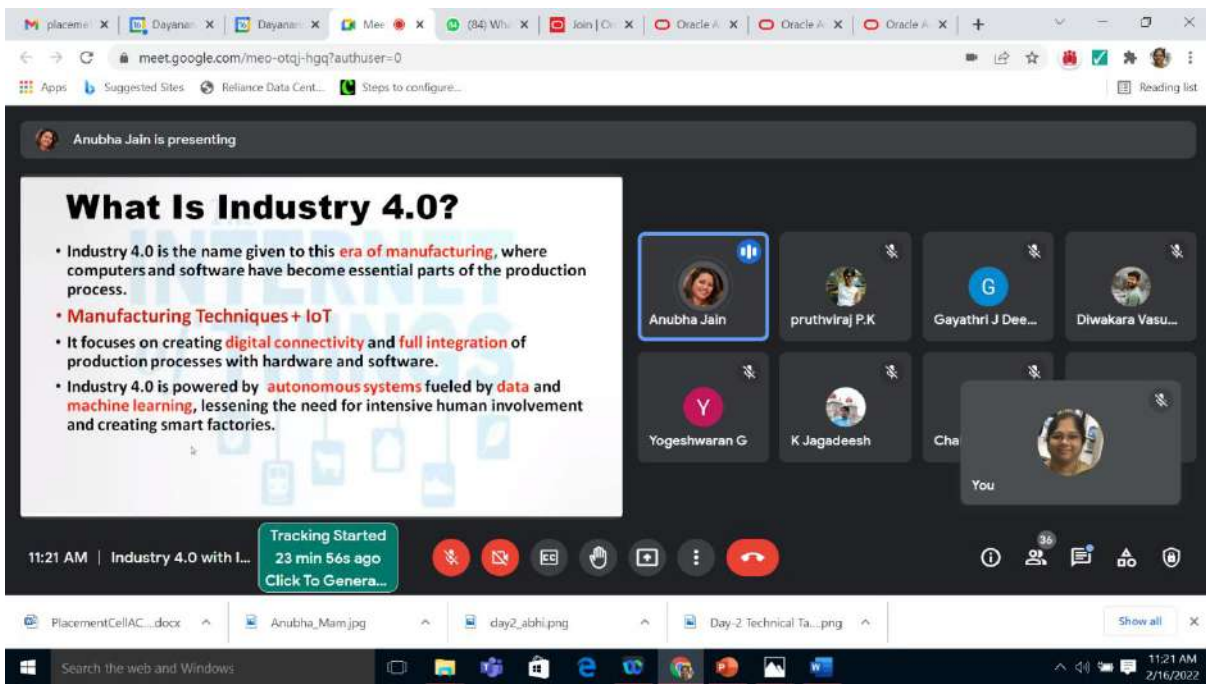 placeme
Dayanan
Dayanan
Mee
(84) Wh
Join | O
Oracle A
Oracle A
Oracle A
meet.google.com/meo-otqj-hgq?authuser=0
Apps
Suggested Sites
Reliance Data Cent...
Steps to configure...
Reading list
Anubha Jain is presenting
What Is Industry 4.0?
• Industry 4.0 is the name given to this era of manufacturing, where
computers and software have become essential parts of the production
process.
• Manufacturing Techniques + IoT
• It focuses on creating digital connectivity and full integration of
production processes with hardware and software.
• Industry 4.0 is powered by autonomous systems fueled by data and
machine learning, lessening the need for intensive human involvement
and creating smart factories.
INTERNET
THINGS
Anubha Jain
pruthviraj P.K
G
Gayathri J Dee...
Diwakara Vasu...
Y
Yogeshwaran G
K Jagadeesh
Cha
You
11:21 AM | Industry 4.0 with I...
Tracking Started
23 min 56s ago
Click To Genera...
CC
36
PlacementCellAC....docx
Anubha_Mam.jpg
day2_abhi.png
Day-2 Technical Ta....png
Show all
Search the web and Windows
11:21 AM
2/16/2022